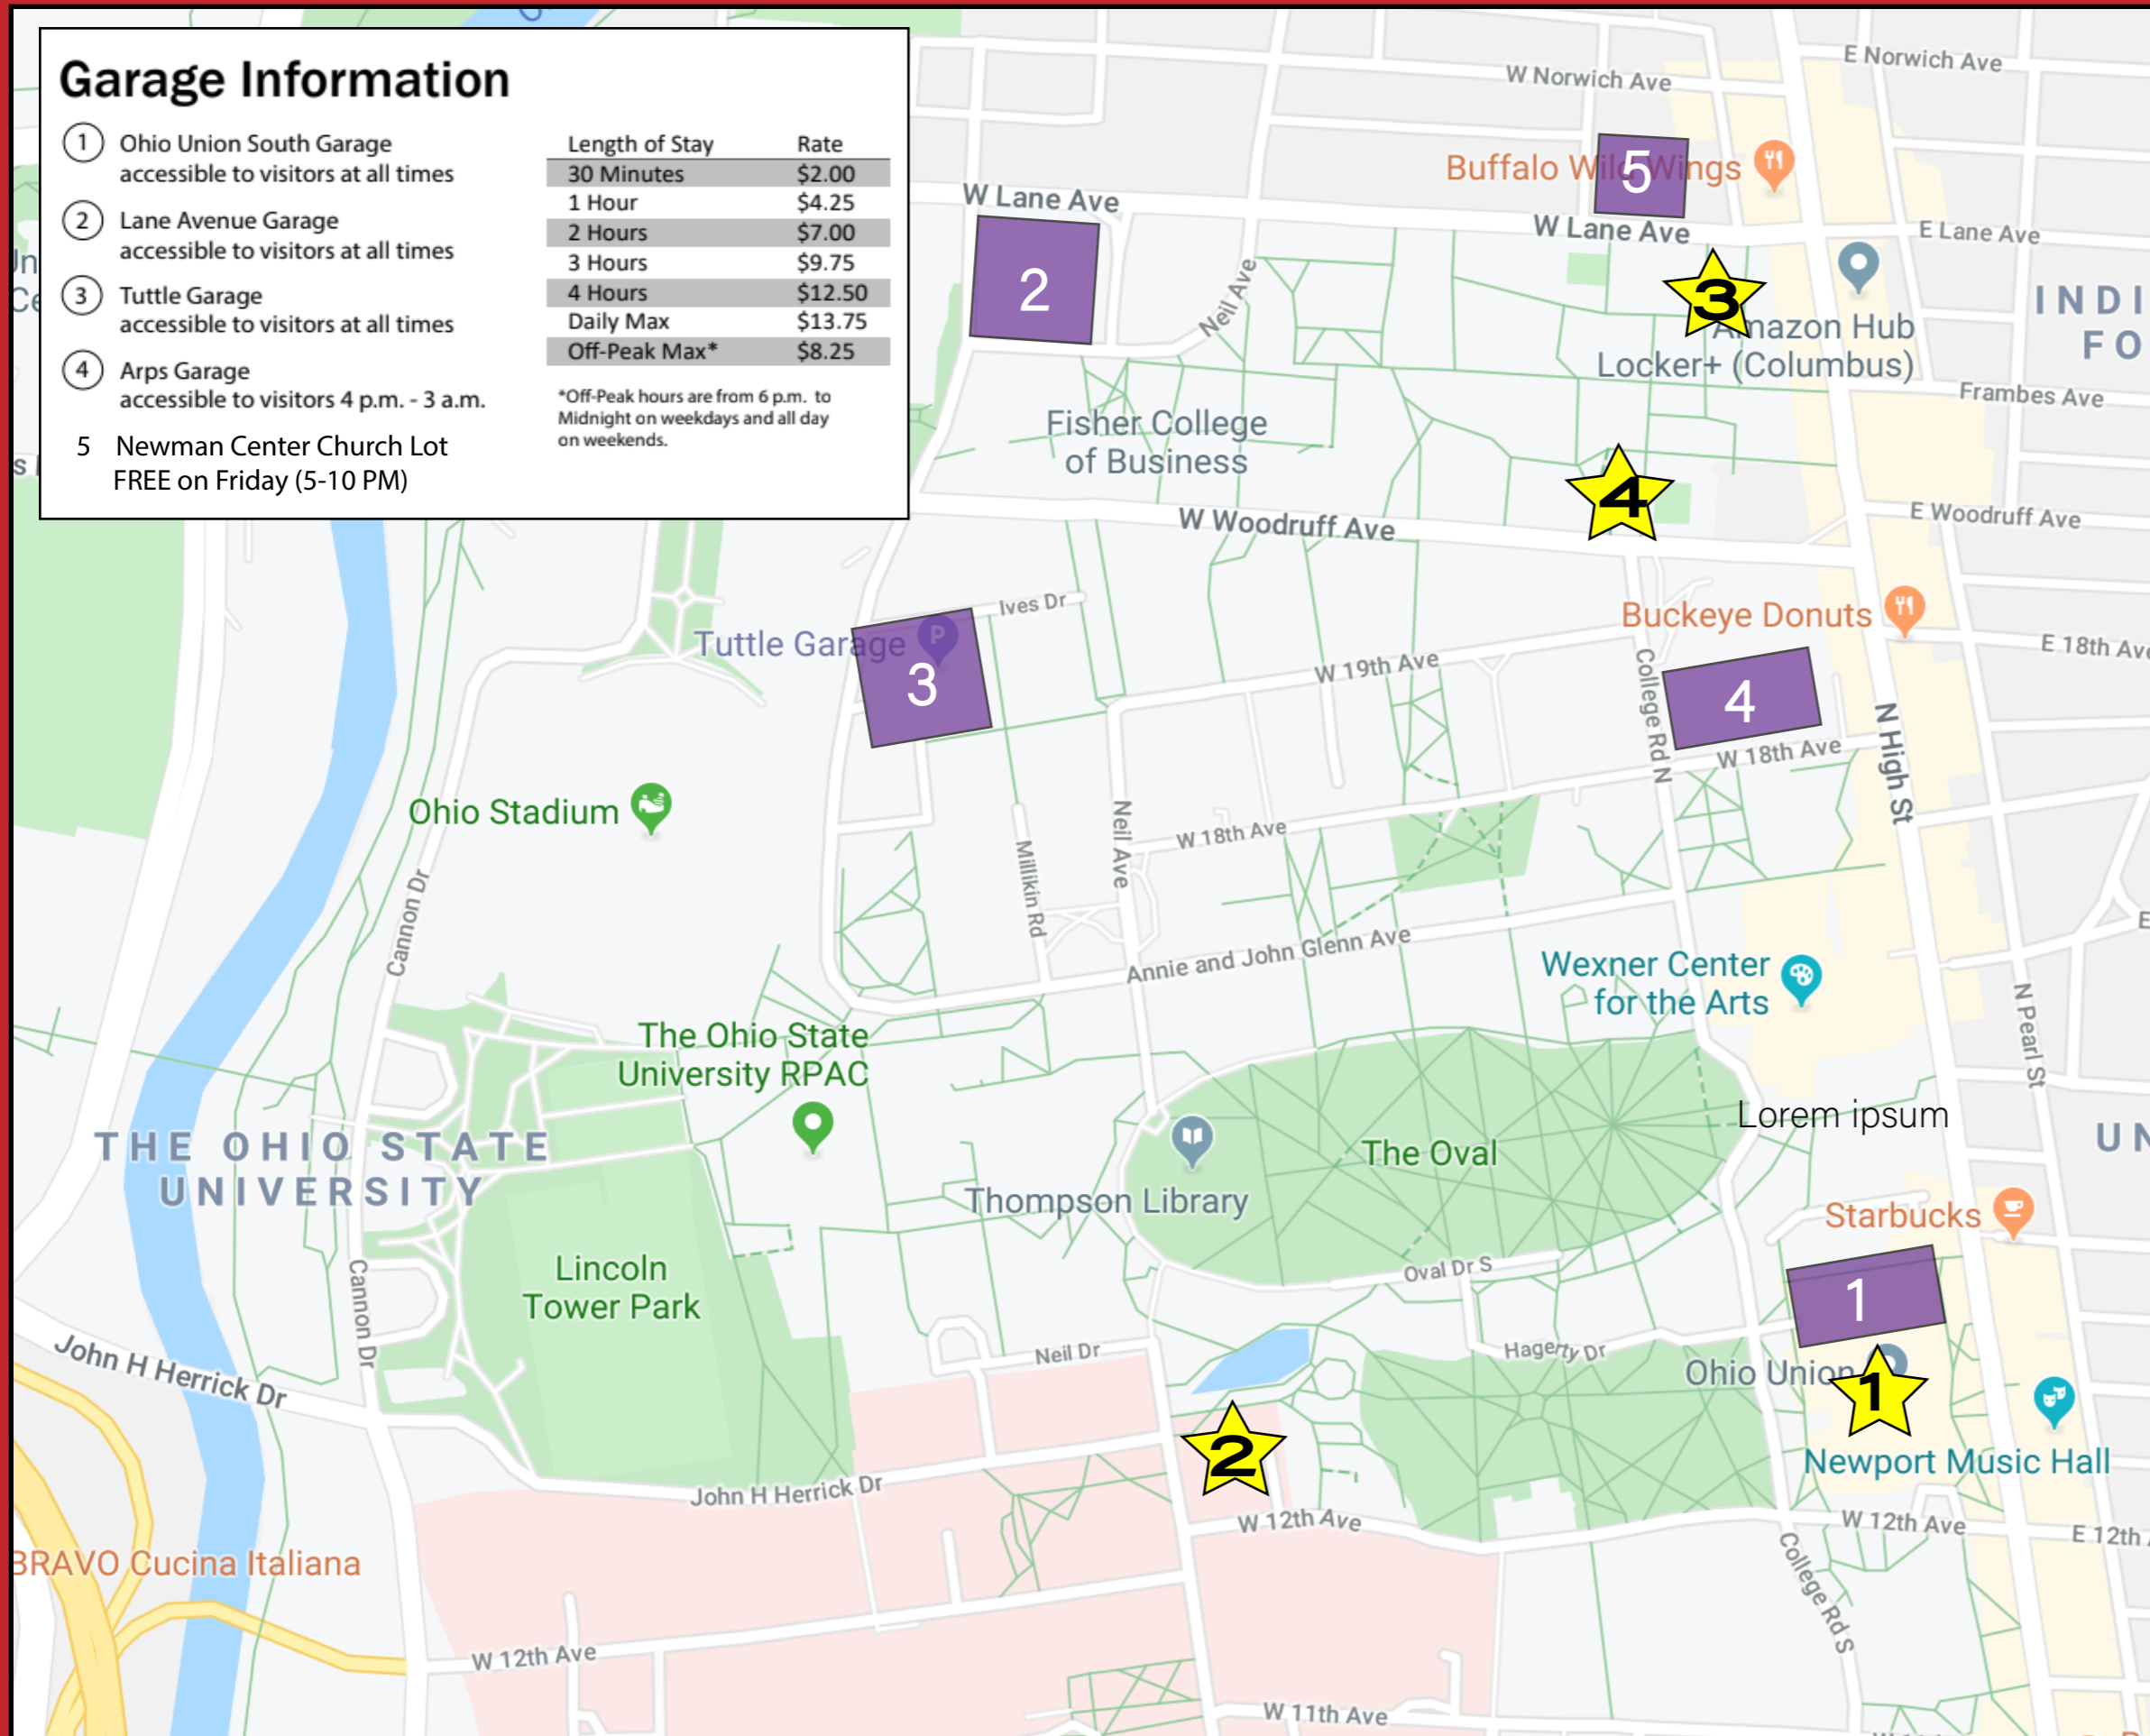 Garage Information
1 Ohio Union South Garage
accessible to visitors at all times
2 Lane Avenue Garage
accessible to visitors at all times
3 Tuttle Garage
accessible to visitors at all times
4 Arps Garage
accessible to visitors 4 p.m. - 3 a.m.
5 Newman Center Church Lot
FREE on Friday (5-10 PM)
Length of Stay Rate
30 Minutes $2.00
1 Hour $4.25
2 Hours $7.00
3 Hours $9.75
4 Hours $12.50
Daily Max $13.75
Off-Peak Max* $8.25
*Off-Peak hours are from 6 p.m. to
Midnight on weekdays and all day
on weekends.
E Norwich Ave
W Norwich Ave
Buffalo Wild Wings
5
W Lane Ave
W Lane Ave
E Lane Ave
2
Neil Ave
3
Amazon Hub
Locker+ (Columbus)
INDI
FO
Frambes Ave
Fisher College
of Business
4
W Woodruff Ave
E Woodruff Ave
Ives Dr
Buckeye Donuts
Tuttle Garage
P
3
W 19th Ave
College Rd N
E 18th Ave
4
W 18th Ave
N High St
Ohio Stadium
Neil Ave
W 18th Ave
Millikin Rd
Cannon Dr
Annie and John Glenn Ave
Wexner Center
for the Arts
N Pearl St
The Ohio State
University RPAC
Lorem ipsum
THE OHIO STATE
UNIVERSITY
The Oval
UN
Thompson Library
Starbucks
Lincoln
Tower Park
Oval Dr S
1
Cannon Dr
John H Herrick Dr
Neil Dr
Hagerty Dr
Ohio Union
1
2
Newport Music Hall
John H Herrick Dr
W 12th Ave
W 12th Ave
E 12th
BRAVO Cucina Italiana
College Rd S
W 12th Ave
W 11th Ave